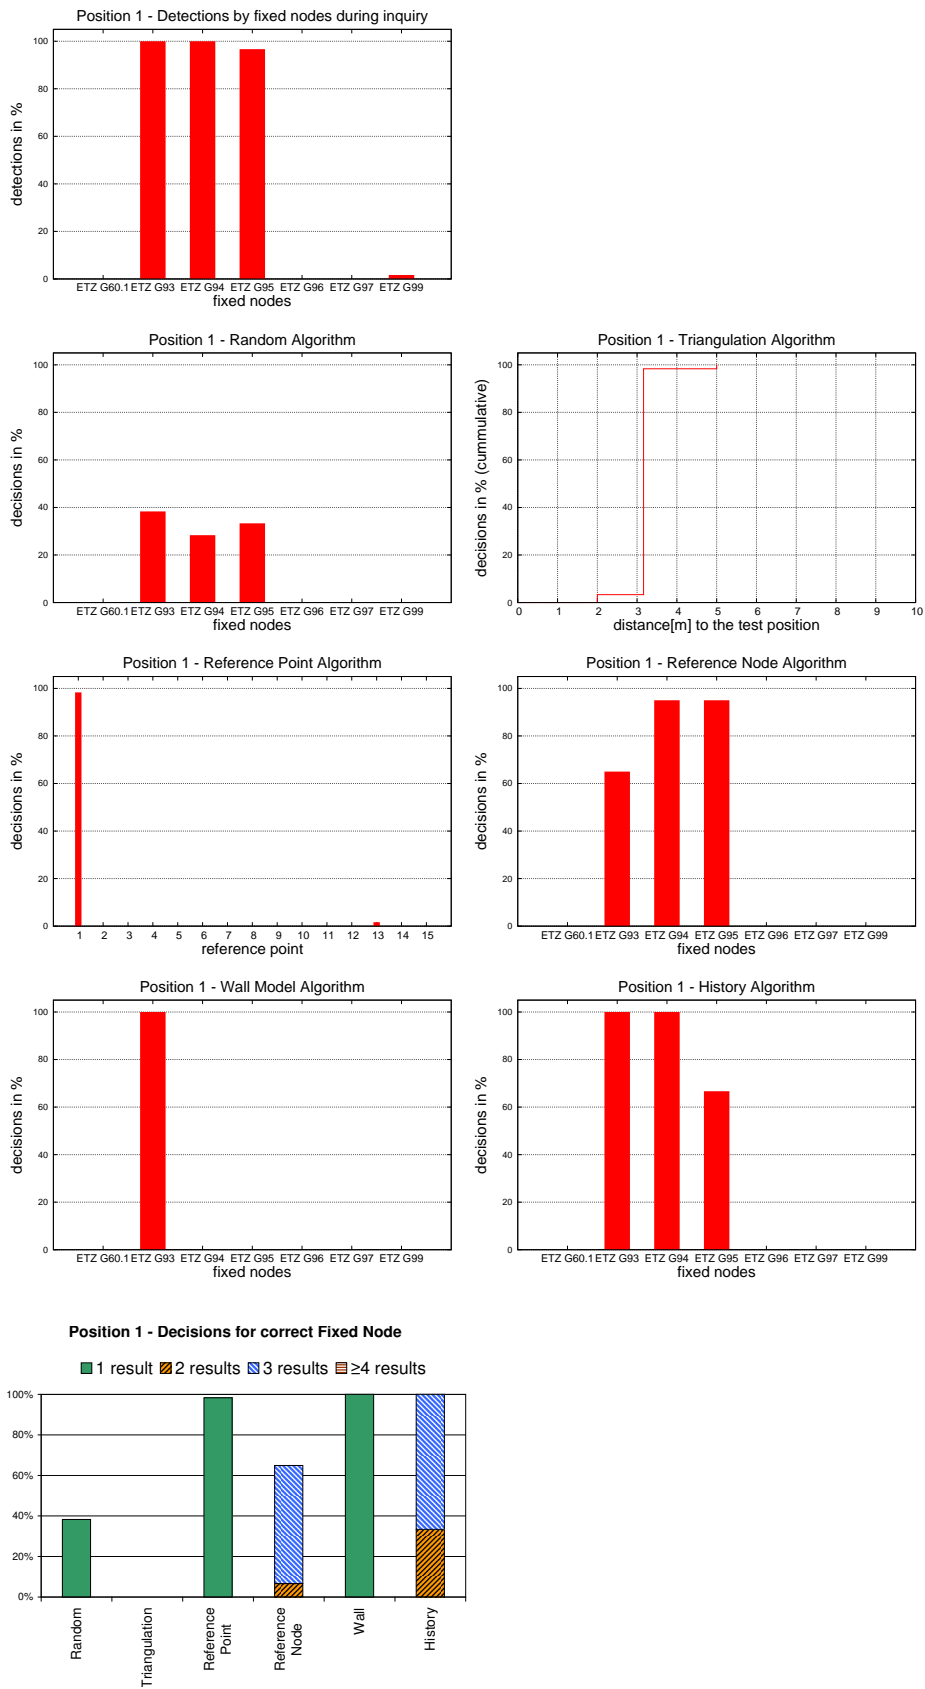 Position 1 - Detections by fixed nodes during inquiry
detections in %
100
80
60
40
20
0
ETZ G60.1 ETZ G93 ETZ G94 ETZ G95 ETZ G96 ETZ G97 ETZ G99
fixed nodes
Position 1 - Random Algorithm
decisions in %
100
80
60
40
20
0
ETZ G60.1 ETZ G93 ETZ G94 ETZ G95 ETZ G96 ETZ G97 ETZ G99
fixed nodes
Position 1 - Triangulation Algorithm
decisions in % (cummulative)
100
80
60
40
20
0
0 1 2 3 4 5 6 7 8 9 10
distance[m] to the test position
Position 1 - Reference Point Algorithm
decisions in %
100
80
60
40
20
0
1 2 3 4 5 6 7 8 9 10 11 12 13 14 15
reference point
Position 1 - Reference Node Algorithm
decisions in %
100
80
60
40
20
0
ETZ G60.1 ETZ G93 ETZ G94 ETZ G95 ETZ G96 ETZ G97 ETZ G99
fixed nodes
Position 1 - Wall Model Algorithm
decisions in %
100
80
60
40
20
0
ETZ G60.1 ETZ G93 ETZ G94 ETZ G95 ETZ G96 ETZ G97 ETZ G99
fixed nodes
Position 1 - History Algorithm
decisions in %
100
80
60
40
20
0
ETZ G60.1 ETZ G93 ETZ G94 ETZ G95 ETZ G96 ETZ G97 ETZ G99
fixed nodes
Position 1 - Decisions for correct Fixed Node
1 result 2 results 3 results ≥4 results
100%
80%
60%
40%
20%
0%
Random
Triangulation
Reference
Point
Reference
Node
Wall
History